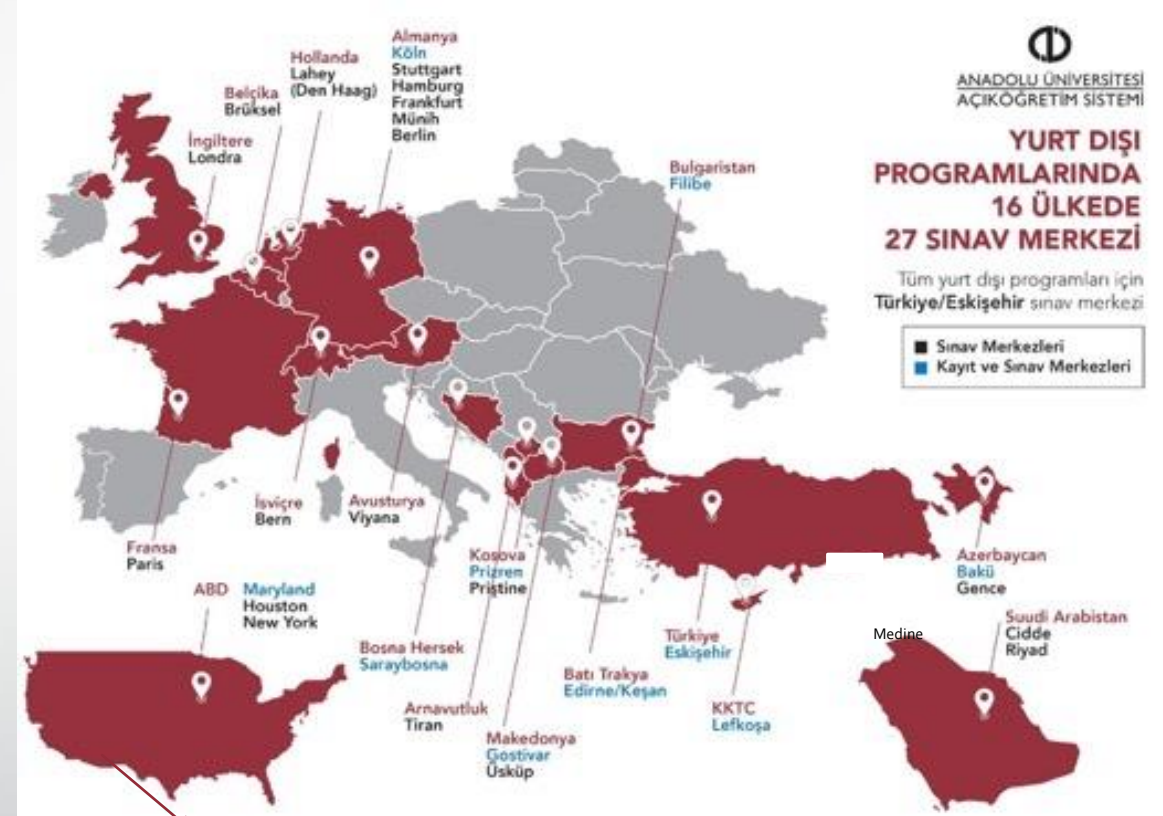 ANADOLU ÜNİVERSİTESİ
AÇIKÖĞRETİM SİSTEMİ
YURT DIŞI
PROGRAMLARINDA
16 ÜLKEDE
27 SINAV MERKEZİ
Tüm yurt dışı programları için
Türkiye/Eskişehir sınav merkezi
Sınav Merkezleri
Kayıt ve Sınav Merkezleri
Almanya
Köln
Stuttgart
Hamburg
Frankfurt
Münih
Berlin
Hollanda
Lahey
(Den Haag)
Belçika
Brüksel
İngiltere
Londra
Bulgaristan
Filibe
İsviçre
Bern
Avusturya
Viyana
Fransa
Paris
Kosova
Prizren
Priştine
Azerbaycan
Bakü
Gence
ABD
Maryland
Houston
New York
Suudi Arabistan
Cidde
Riyad
Medine
Bosna Hersek
Saraybosna
Türkiye
Eskişehir
Batı Trakya
Edirne/Keşan
Arnavutluk
Tiran
KKTC
Lefkoşa
Makedonya
Gostivar
Üsküp